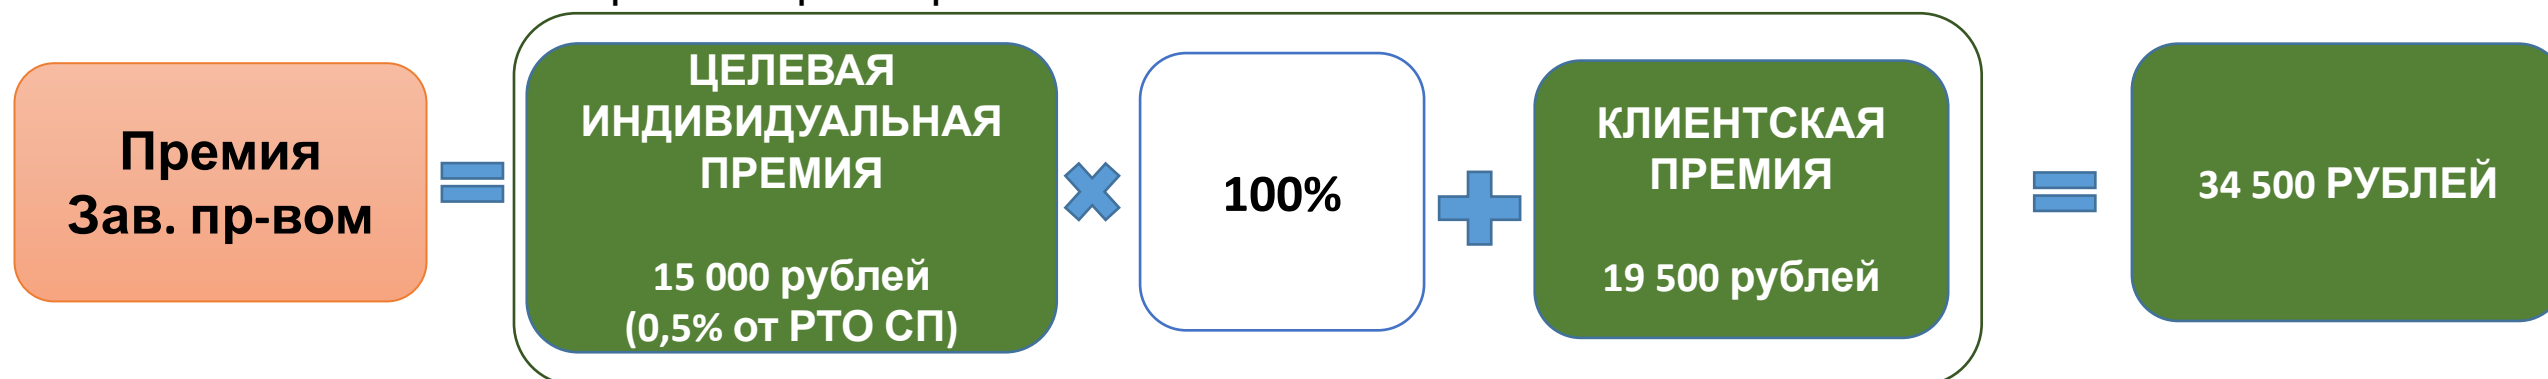 Премия
Зав. пр-вом
ЦЕЛЕВАЯ
ИНДИВИДУАЛЬНАЯ
ПРЕМИЯ
15 000 рублей
(0,5% от РТО СП)
100%
КЛИЕНТСКАЯ
ПРЕМИЯ
19 500 рублей
34 500 РУБЛЕЙ